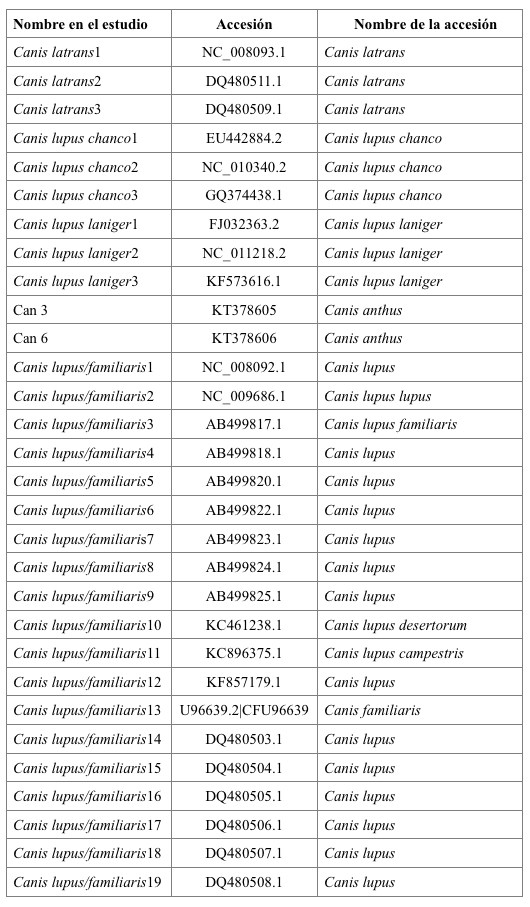 Nombre en el estudio Accesión Nombre de la accesión
Canis latrans1 NC_008093.1 Canis latrans
Canis latrans2 DQ480511.1 Canis latrans
Canis latrans3 DQ480509.1 Canis latrans
Canis lupus chanco1 EU442884.2 Canis lupus chanco
Canis lupus chanco2 NC_010340.2 Canis lupus chanco
Canis lupus chanco3 GQ374438.1 Canis lupus chanco
Canis lupus laniger1 FJ032363.2 Canis lupus laniger
Canis lupus laniger2 NC_011218.2 Canis lupus laniger
Canis lupus laniger3 KF573616.1 Canis lupus laniger
Can 3 KT378605 Canis anthus
Can 6 KT378606 Canis anthus
Canis lupus/familiaris1 NC_008092.1 Canis lupus
Canis lupus/familiaris2 NC_009686.1 Canis lupus lupus
Canis lupus/familiaris3 AB499817.1 Canis lupus familiaris
Canis lupus/familiaris4 AB499818.1 Canis lupus
Canis lupus/familiaris5 AB499820.1 Canis lupus
Canis lupus/familiaris6 AB499822.1 Canis lupus
Canis lupus/familiaris7 AB499823.1 Canis lupus
Canis lupus/familiaris8 AB499824.1 Canis lupus
Canis lupus/familiaris9 AB499825.1 Canis lupus
Canis lupus/familiaris10 KC461238.1 Canis lupus desertorum
Canis lupus/familiaris11 KC896375.1 Canis lupus campestris
Canis lupus/familiaris12 KF857179.1 Canis lupus
Canis lupus/familiaris13 U96639.2|CFU96639 Canis familiaris
Canis lupus/familiaris14 DQ480503.1 Canis lupus
Canis lupus/familiaris15 DQ480504.1 Canis lupus
Canis lupus/familiaris16 DQ480505.1 Canis lupus
Canis lupus/familiaris17 DQ480506.1 Canis lupus
Canis lupus/familiaris18 DQ480507.1 Canis lupus
Canis lupus/familiaris19 DQ480508.1 Canis lupus